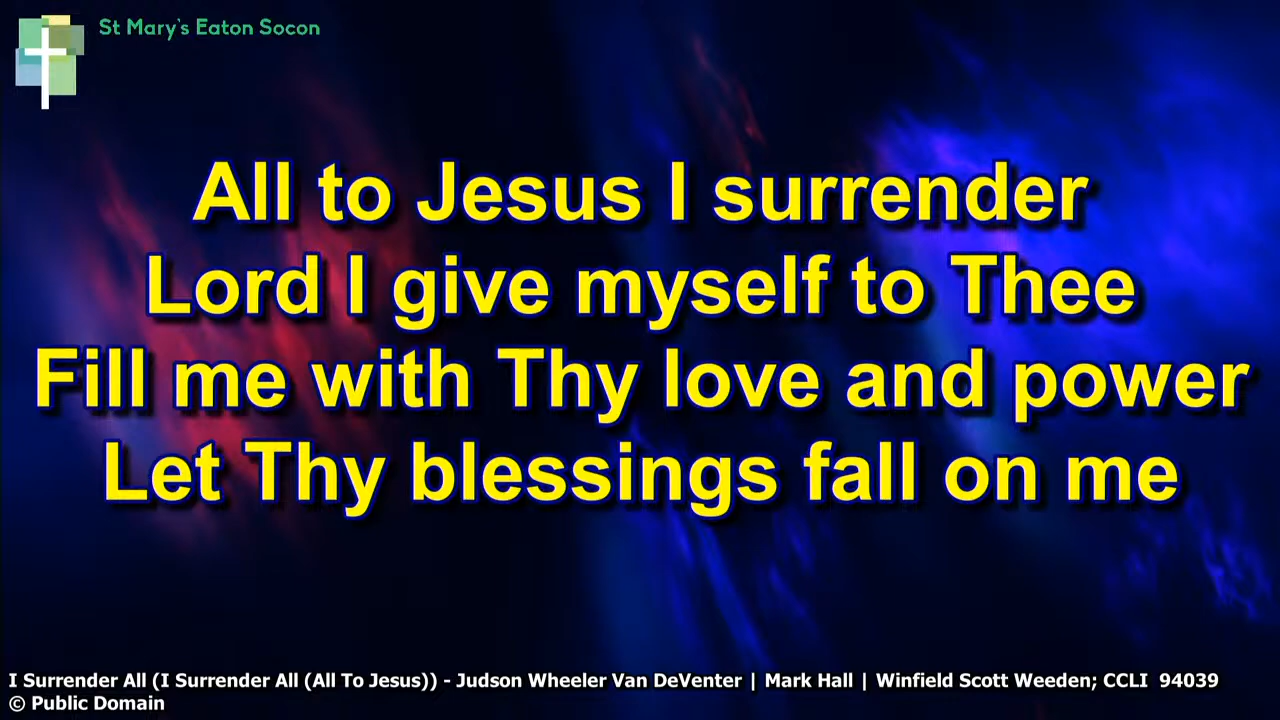 St Mary's Eaton Socon
All to Jesus I surrender
Lord I give myself to Thee
Fill me with Thy love and power
Let Thy blessings fall on me
I Surrender All (I Surrender All (All To Jesus)) - Judson Wheeler Van DeVenter | Mark Hall | Winfield Scott Weeden; CCLI 94039
© Public Domain